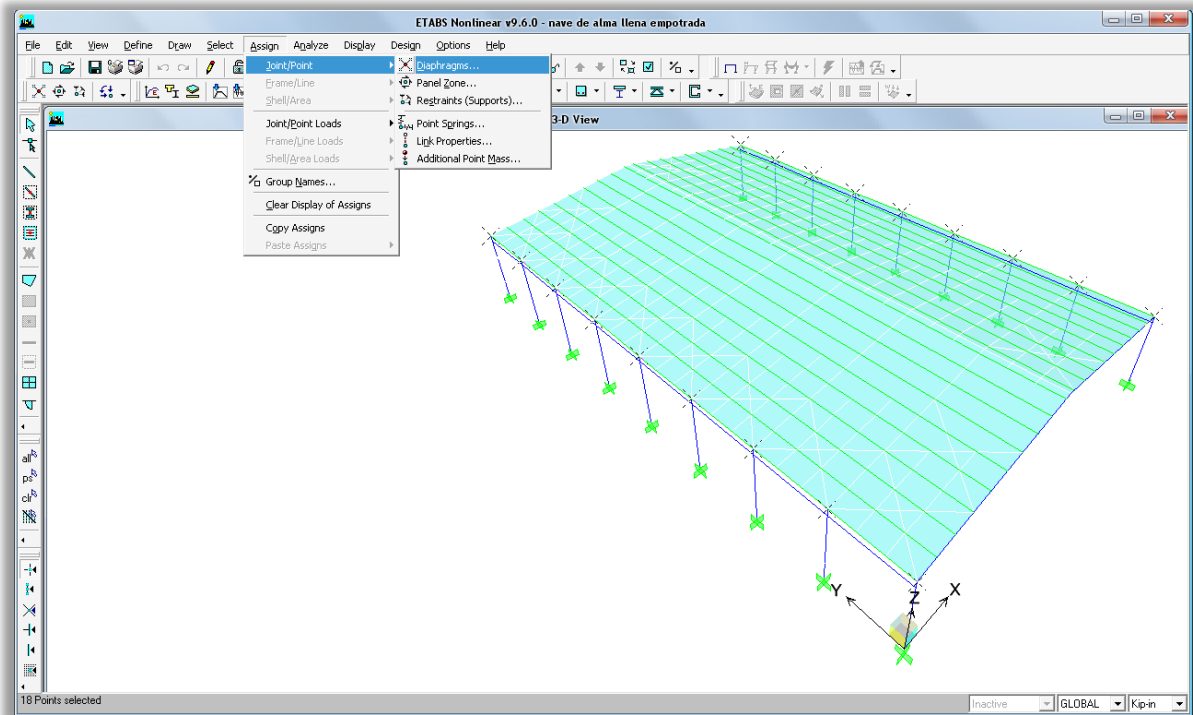 ETABS Nonlinear v9.6.0 - nave de alma llena empotrada
File Edit View Define Draw Select Assign Analyze Display Design Options Help
Joint/Point
Frame/Line
Shell/Area
Joint/Point Loads
Frame/Line Loads
Shell/Area Loads
Group Names...
Clear Display of Assigns
Copy Assigns
Paste Assigns
Diaphragms...
Panel Zone...
Restraints (Supports)...
Point Springs...
Link Properties...
Additional Point Mass...
3-D View
all
ps
clr
Y
Z
X
18 Points selected
Inactive
GLOBAL
Kip-in